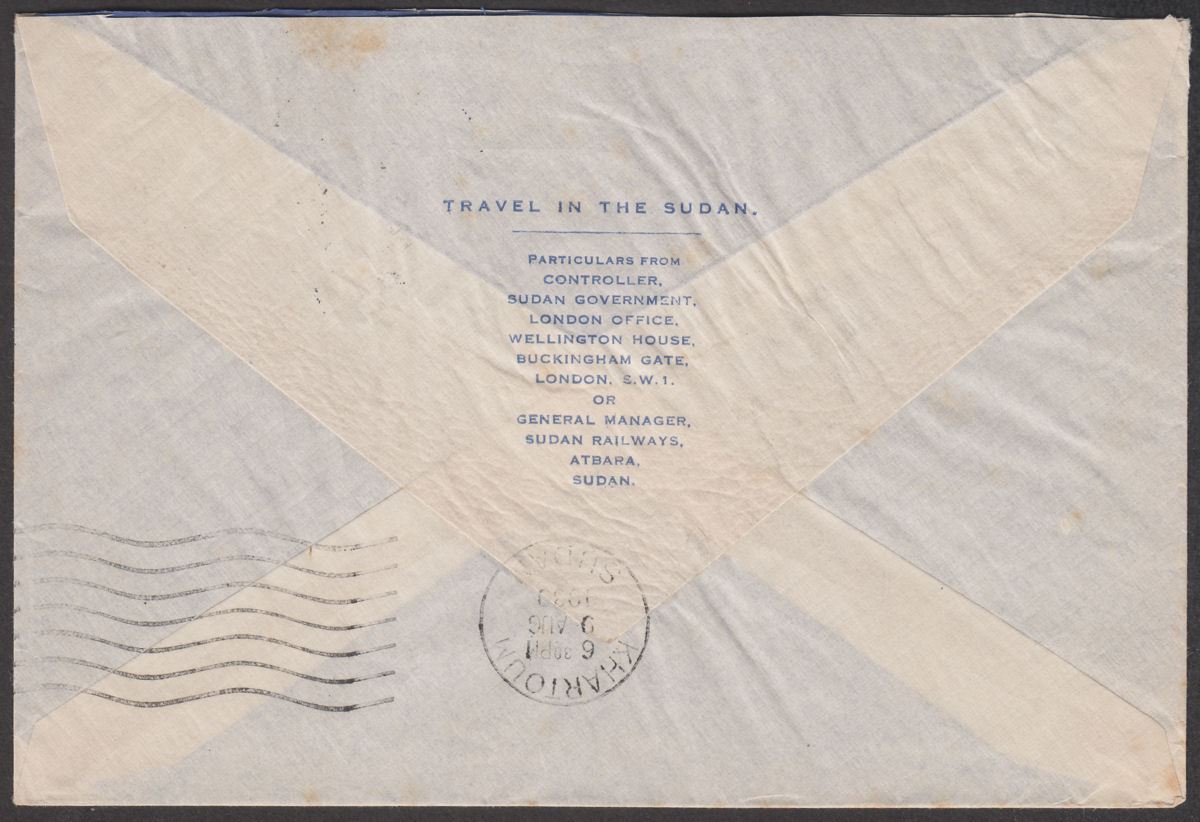 TRAVEL IN THE SUDAN.
PARTICULARS FROM
CONTROLLER,
SUDAN GOVERNMENT,
LONDON OFFICE,
WELLINGTON HOUSE,
BUCKINGHAM GATE,
LONDON, S.W.1.
OR
GENERAL MANAGER,
SUDAN RAILWAYS,
ATBARA,
SUDAN.
KHARTOUM
6 30PM
9 AUG
SUDAN